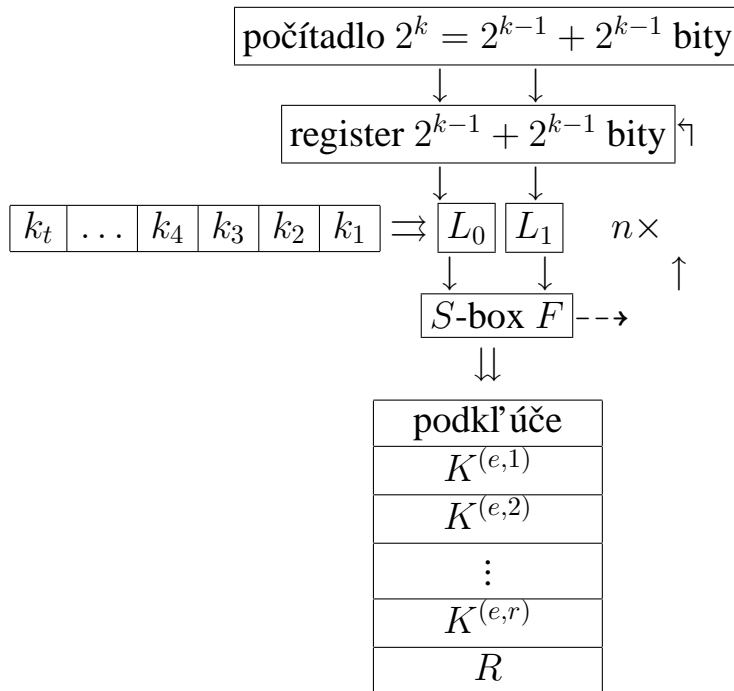 počítadlo 2^k = 2^{k−1} + 2^{k−1} bity
↓ ↓
register 2^{k−1} + 2^{k−1} bity ↰
↓ ↓
k_t … k_4 k_3 k_2 k_1 ⇒ L_0 L_1 n×
↓ ↓ ↑
S-box F ⇢
⇓
podkľúče
K^{(e,1)}
K^{(e,2)}
⋮
K^{(e,r)}
R